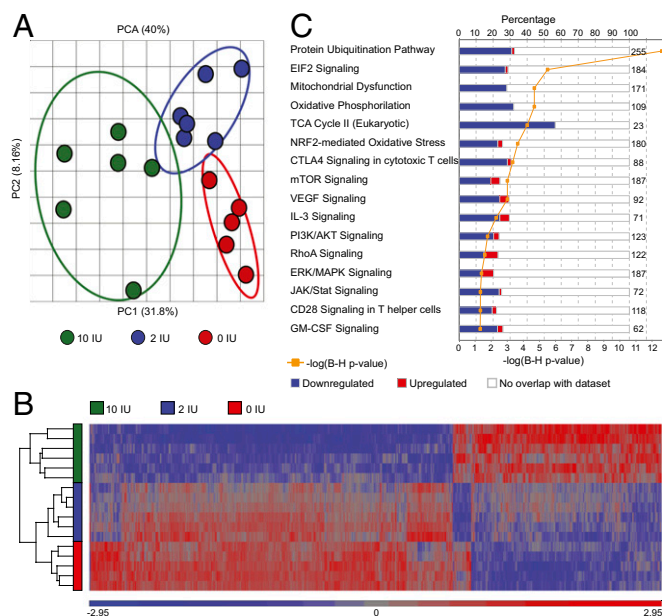 A
PCA (40%)
PC2 (8.16%)
PC1 (31.8%)
10 IU 2 IU 0 IU
C
Percentage
0 10 20 30 40 50 60 70 80 90 100
Protein Ubiquitination Pathway 255
EIF2 Signaling 184
Mitochondrial Dysfunction 171
Oxidative Phosphorilation 109
TCA Cycle II (Eukaryotic) 23
NRF2-mediated Oxidative Stress 180
CTLA4 Signaling in cytotoxic T cells 88
mTOR Signaling 187
VEGF Signaling 92
IL-3 Signaling 71
PI3K/AKT Signaling 123
RhoA Signaling 122
ERK/MAPK Signaling 187
JAK/Stat Signaling 72
CD28 Signaling in T helper cells 118
GM-CSF Signaling 62
0 1 2 3 4 5 6 7 8 9 10 11 12
-log(B-H p-value)
-log(B-H p-value)
Downregulated Upregulated No overlap with dataset
B
10 IU 2 IU 0 IU
-2.95 0 2.95